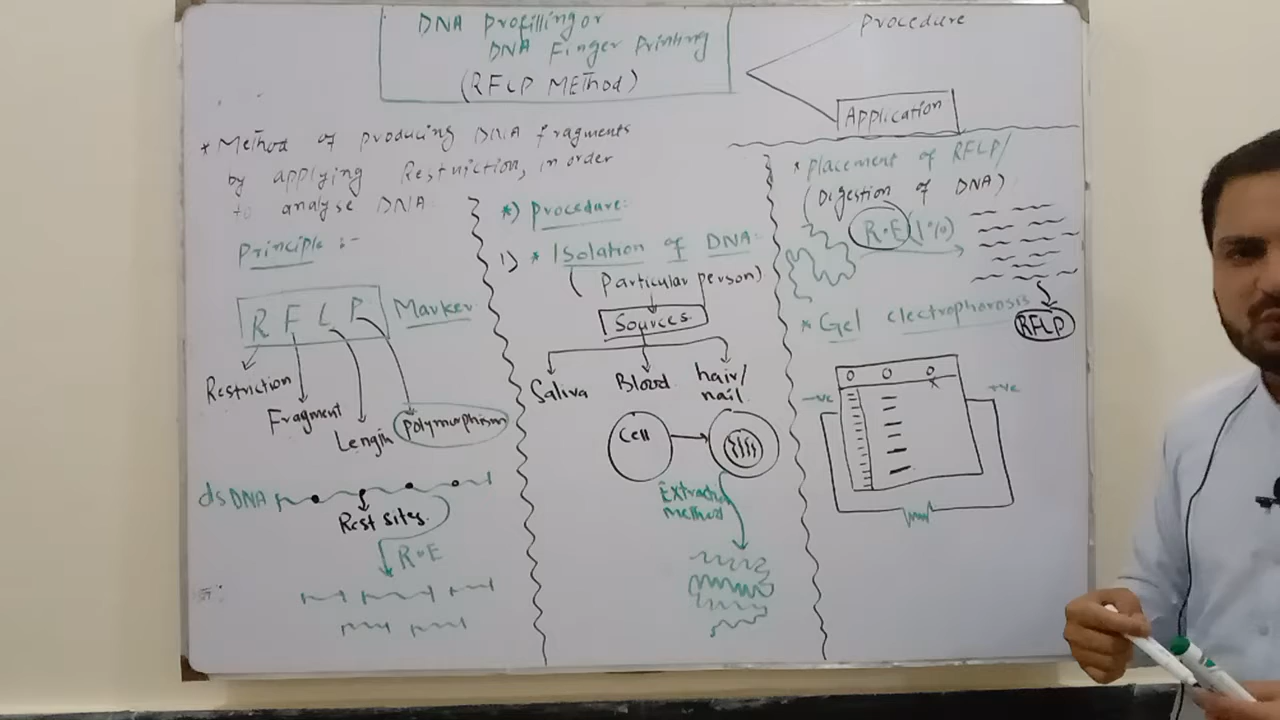 DNA Profilling or
DNA Finger Printing
(RFLP METhod)
Procedure
Application
* Method of producing DNA fragments
by applying Restriction, in order
to analyse DNA.
Principle :-
RFLP Marker
Restriction
Fragment
Length
polymorphism
dsDNA
Rest sites.
R.E
*) Procedure:
1) * Isolation of DNA:-
( Particular person)
Sources
Saliva
Blood
hair/
nail
Cell
Extraction
method
* Placement of RFLP/
(Digestion of DNA)
R.E
RFLP
* Gel electrophorosis
-ve
+ve